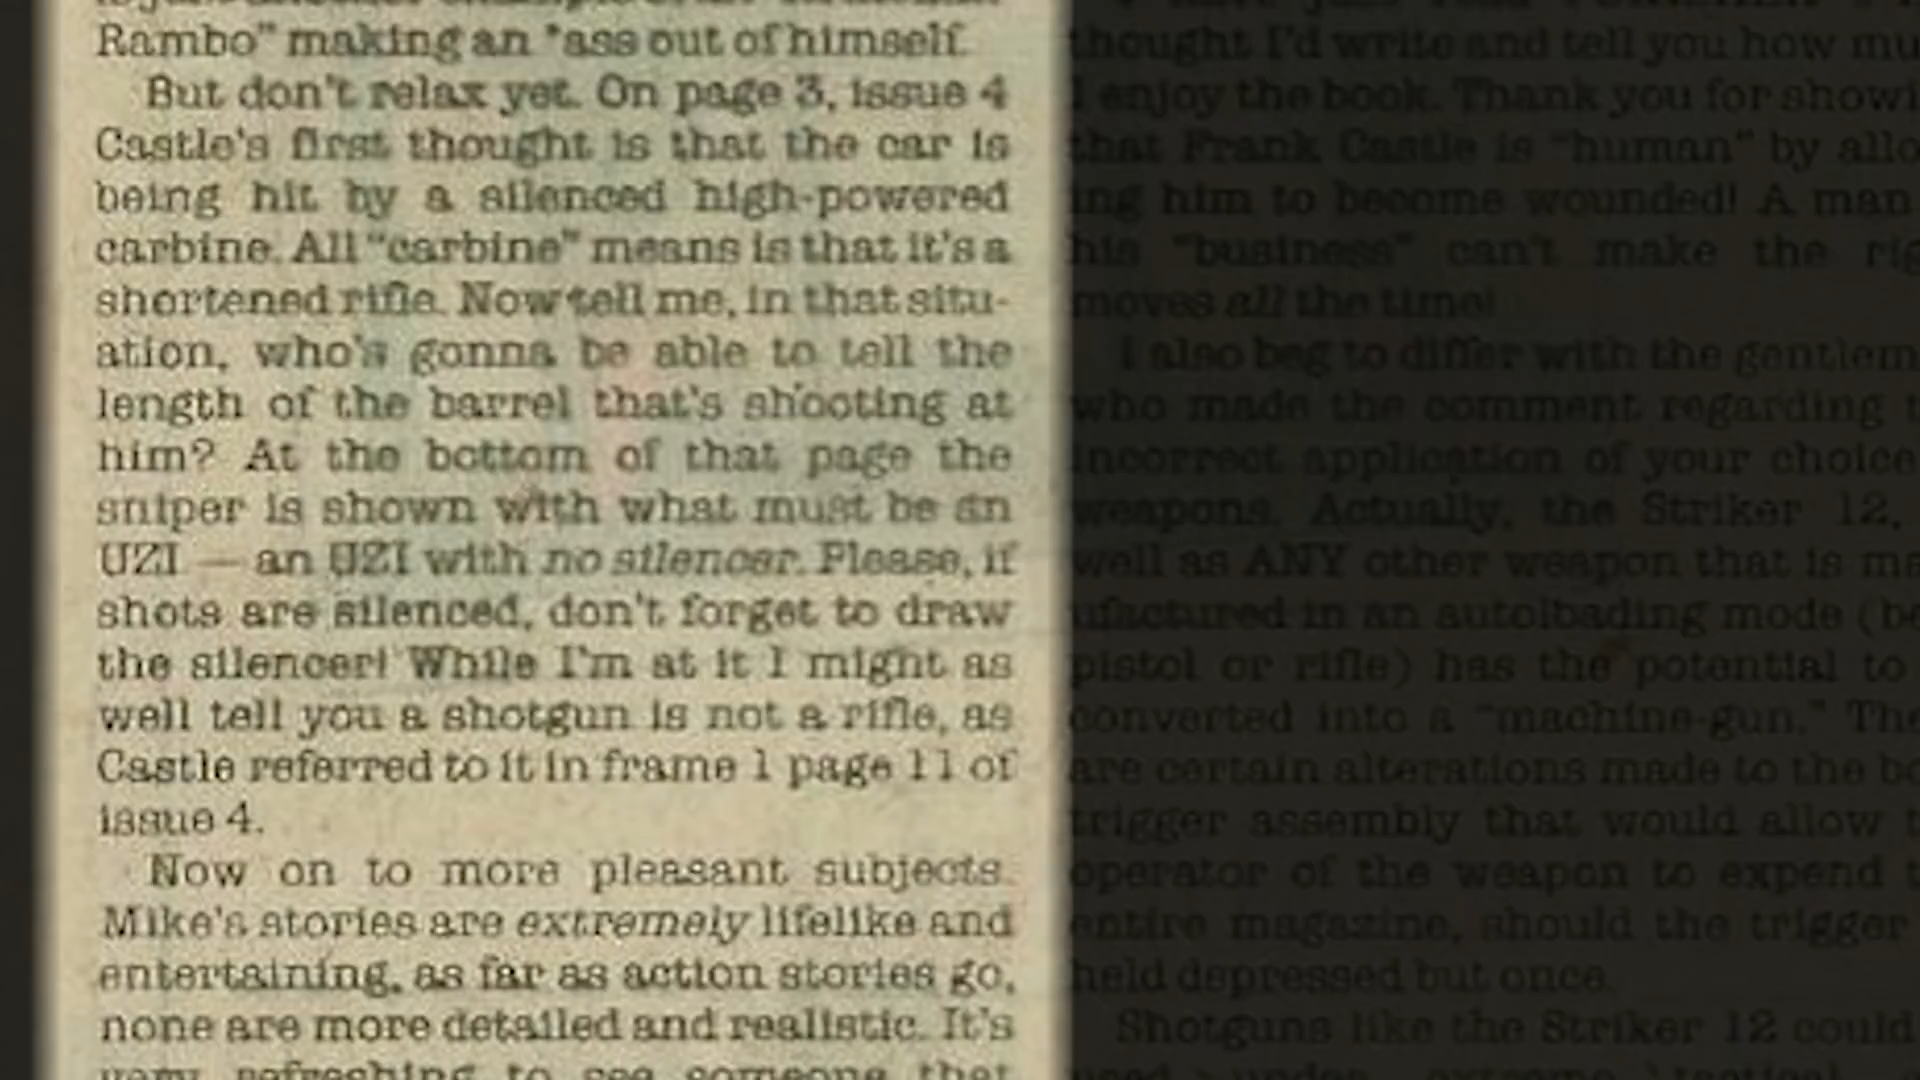 Rambo" making an *ass out of himself.
But don't relax yet. On page 3, issue 4
Castle's first thought is that the car is
being hit by a silenced high-powered
carbine. All "carbine" means is that it's a
shortened rifle. Now tell me, in that situ-
ation, who's gonna be able to tell the
length of the barrel that's shooting at
him? At the bottom of that page the
sniper is shown with what must be an
UZI — an UZI with no silencer. Please, if
shots are silenced, don't forget to draw
the silencer! While I'm at it I might as
well tell you a shotgun is not a rifle, as
Castle referred to it in frame 1 page 11 of
issue 4.
Now on to more pleasant subjects.
Mike's stories are extremely lifelike and
entertaining, as far as action stories go,
none are more detailed and realistic. It's
very refreshing to see someone that
thought I'd write and tell you how
I enjoy the book. Thank you for
that Frank Castle is "human" by
ing him to become wounded! A man
his "business" can't make the
moves all the time!
I also beg to differ with the
who made the comment regarding
incorrect application of your choice
weapons. Actually, the Striker 12,
well as ANY other weapon that is
ufactured in an autoloading mode
pistol or rifle) has the potential to
converted into a "machine-gun."
are certain alterations made to the
trigger assembly that would allow
operator of the weapon to expend
entire magazine, should the trigger
held depressed but once.
Shotguns like the Striker 12 could
under extreme tactical